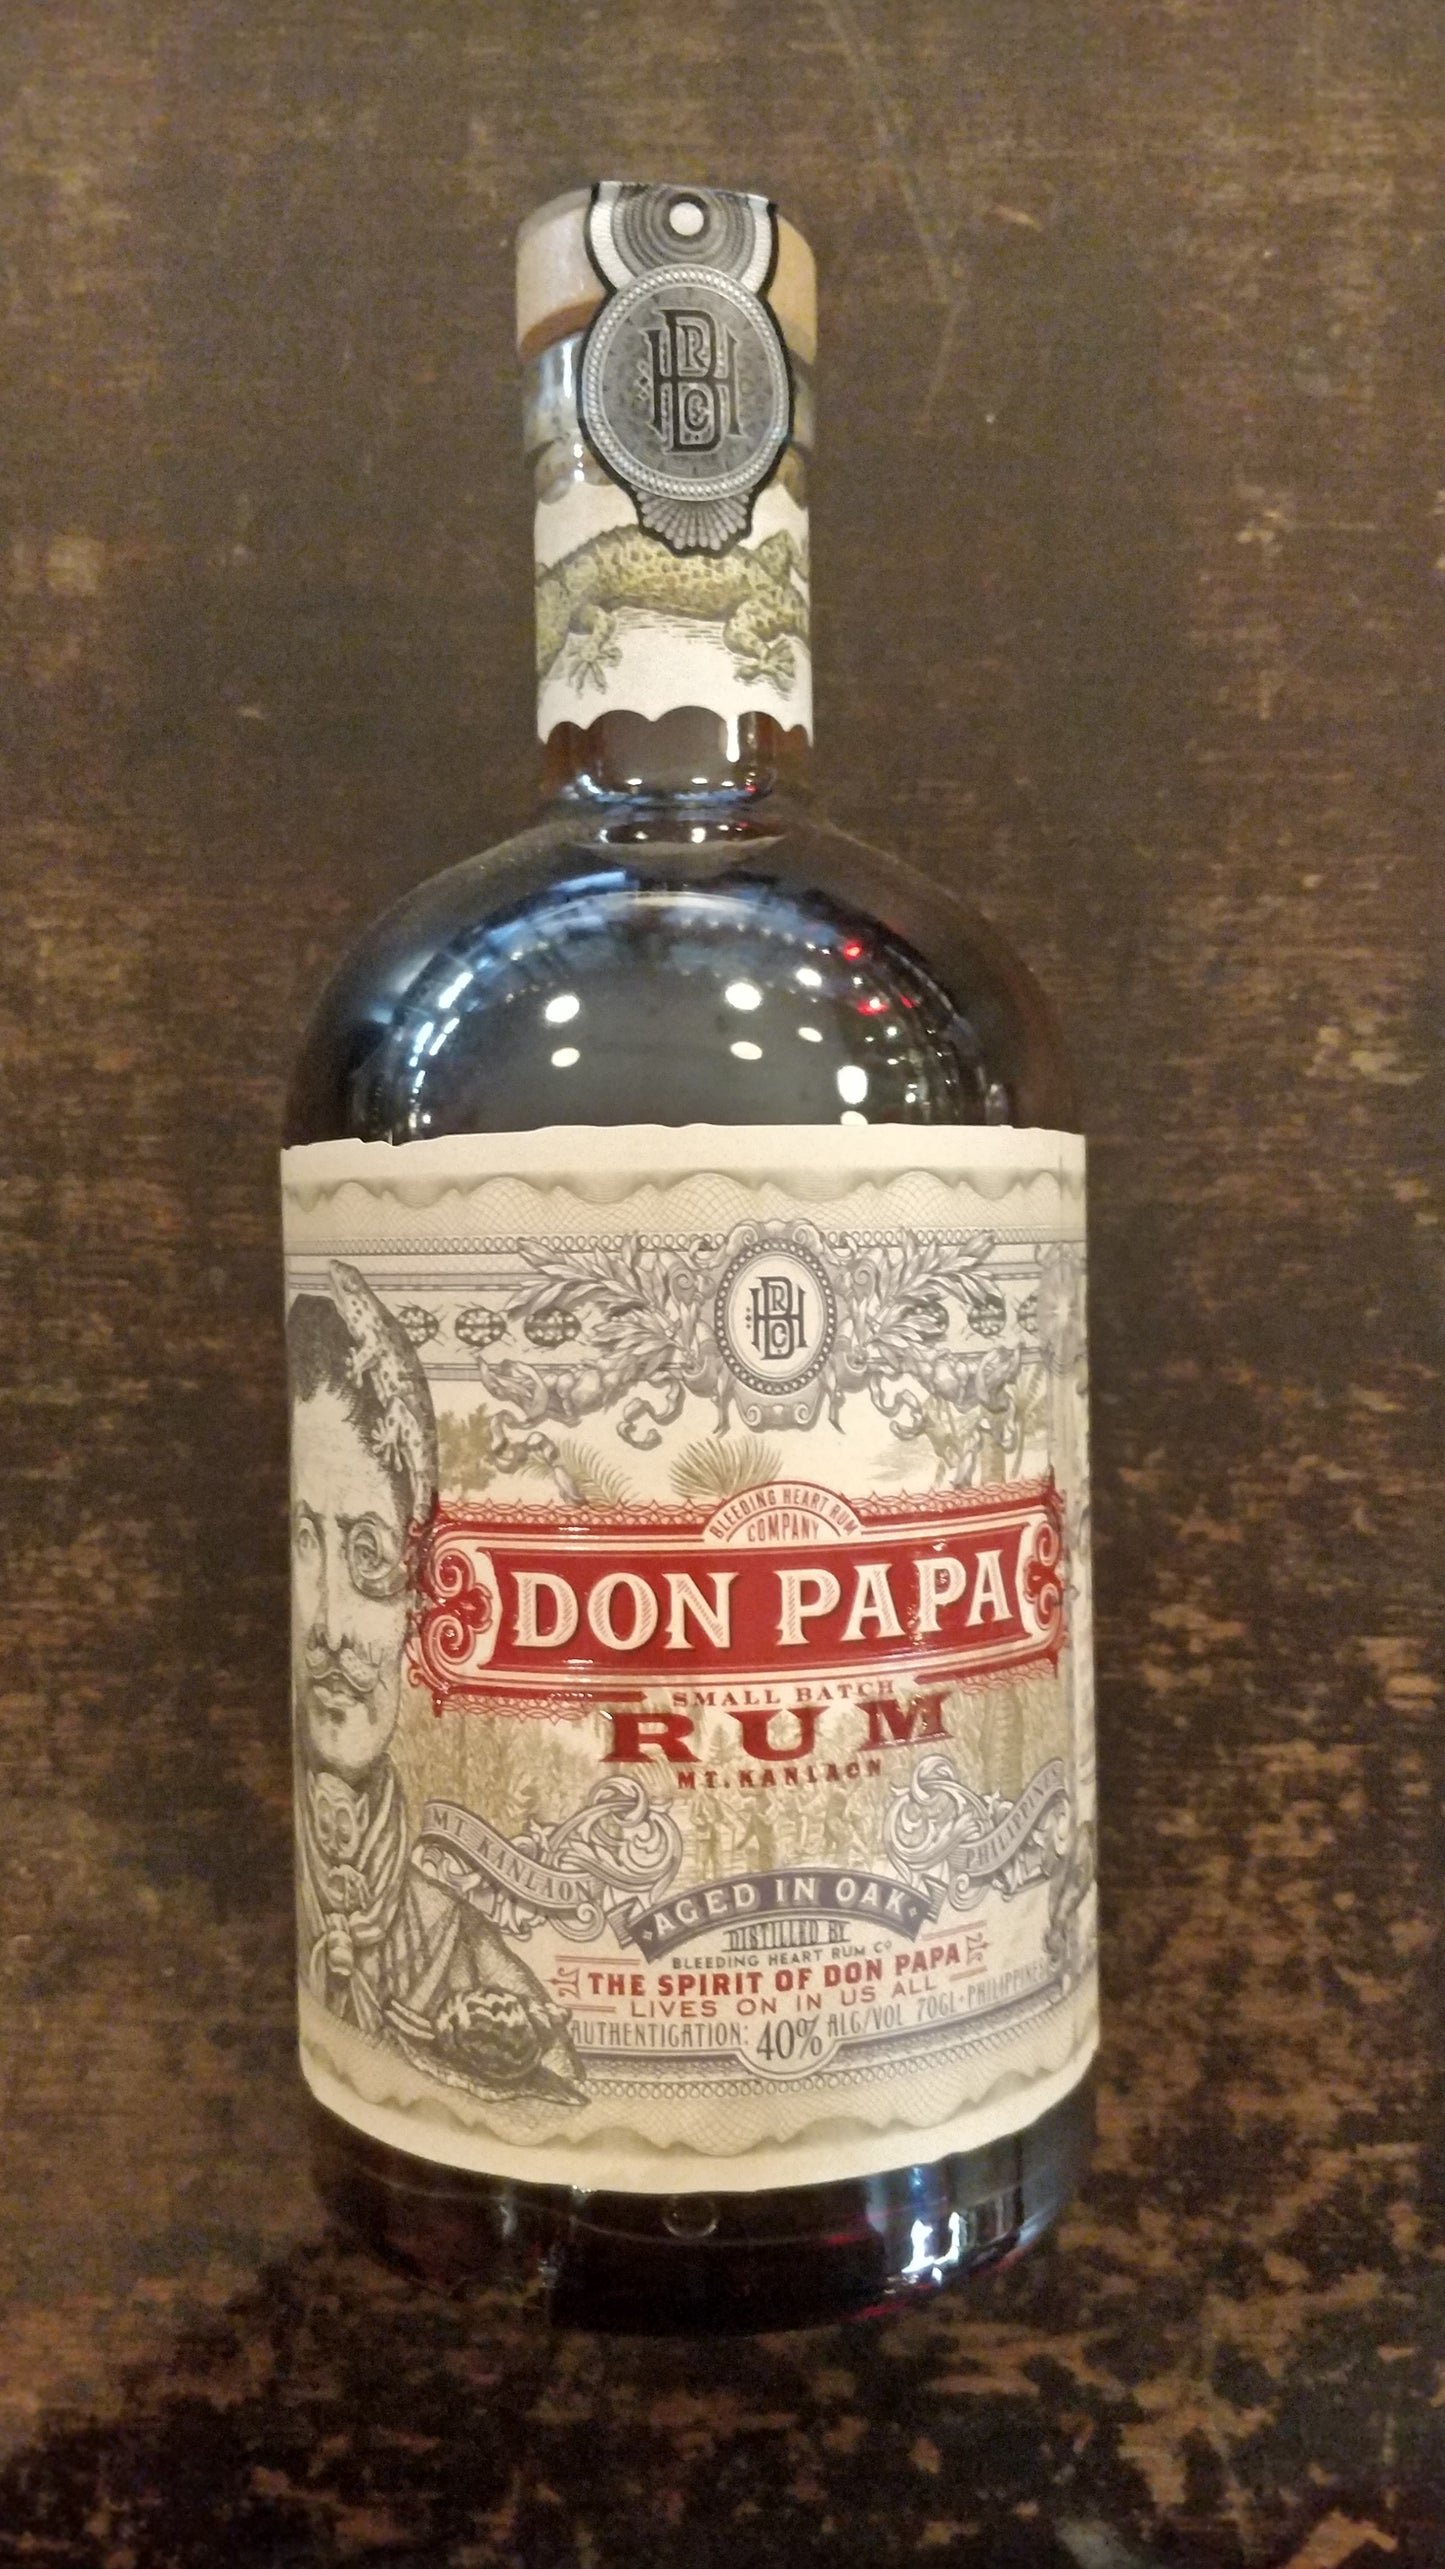 BRHC
BRHC
BLEEDING HEART RUM
COMPANY
DON PAPA
SMALL BATCH
RUM
MT. KANLAON
MT KANLAON
PHILIPPINES
AGED IN OAK
DISTILLED BY
BLEEDING HEART RUM CO
THE SPIRIT OF DON PAPA
LIVES ON IN US ALL
AUTHENTICATION: 40% ALC/VOL 70CL-PHILIPPINES